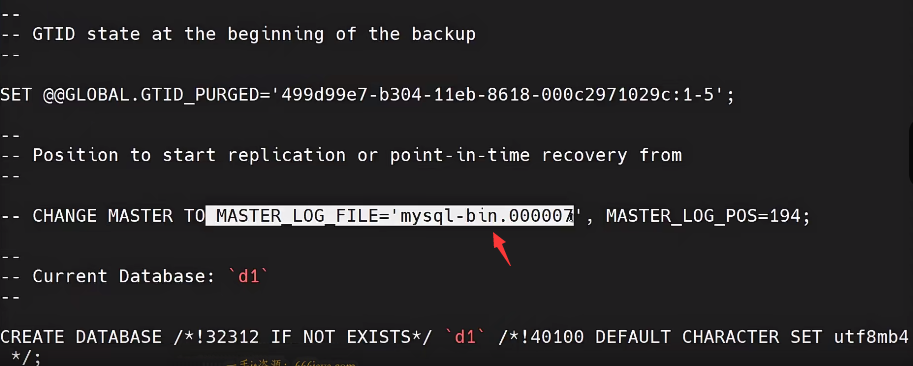 --
-- GTID state at the beginning of the backup
--
SET @@GLOBAL.GTID_PURGED='499d99e7-b304-11eb-8618-000c2971029c:1-5';
--
-- Position to start replication or point-in-time recovery from
--
-- CHANGE MASTER TO MASTER_LOG_FILE='mysql-bin.000007', MASTER_LOG_POS=194;
--
-- Current Database: `d1`
--
CREATE DATABASE /*!32312 IF NOT EXISTS*/ `d1` /*!40100 DEFAULT CHARACTER SET utf8mb4
*/;